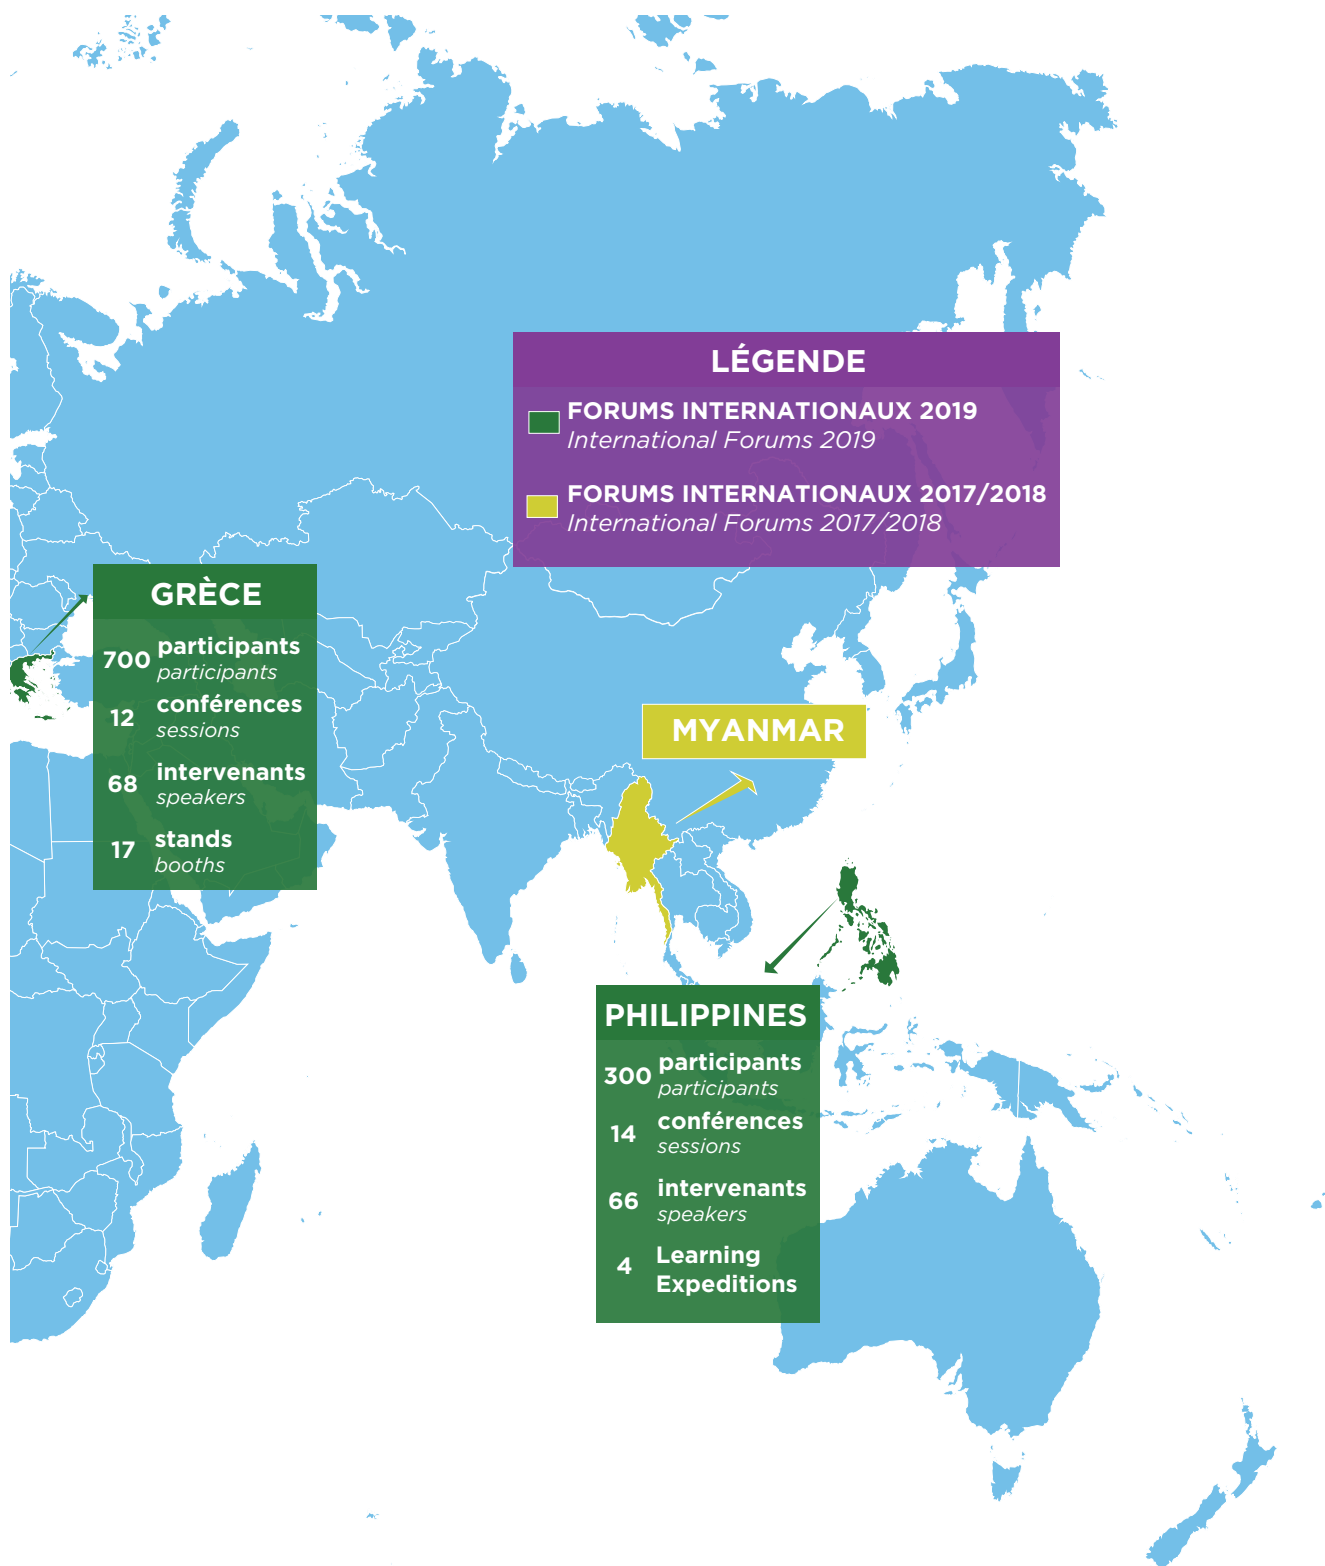 LÉGENDE
FORUMS INTERNATIONAUX 2019
International Forums 2019
FORUMS INTERNATIONAUX 2017/2018
International Forums 2017/2018
GRÈCE
700 participants
participants
12 conférences
sessions
68 intervenants
speakers
17 stands
booths
MYANMAR
PHILIPPINES
300 participants
participants
14 conférences
sessions
66 intervenants
speakers
4 Learning
Expeditions